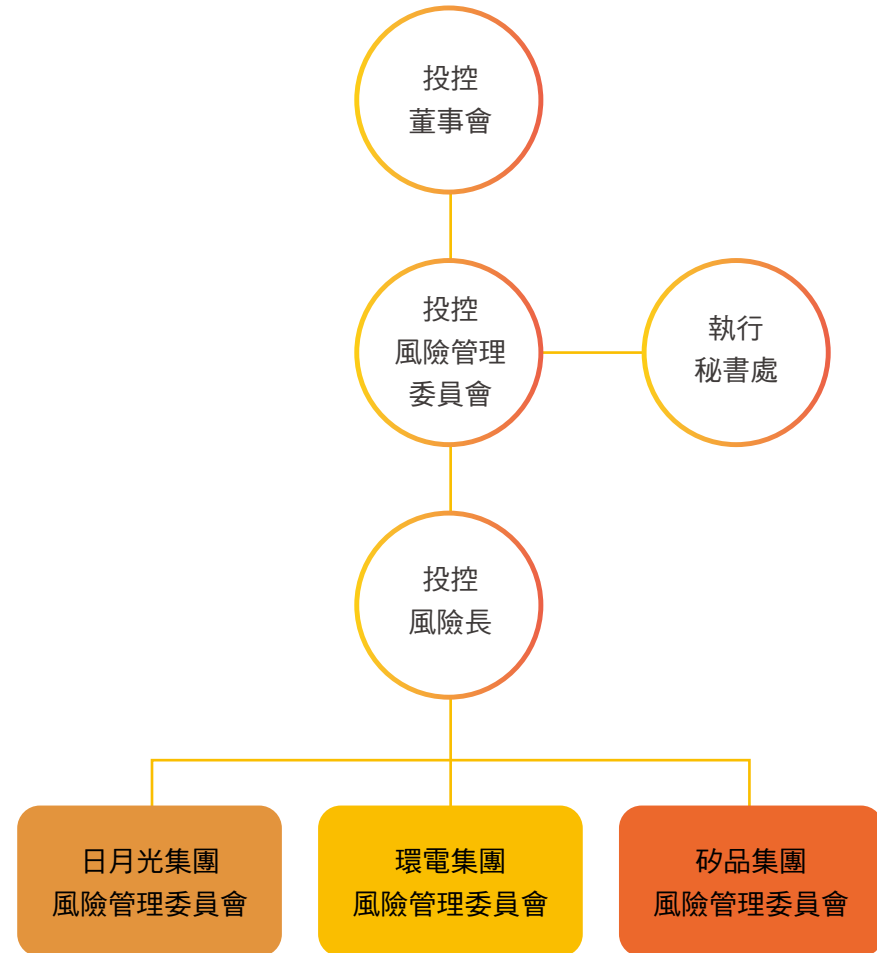 投控
董事會
投控
風險管理
委員會
執行
秘書處
投控
風險長
日月光集團
風險管理委員會
環電集團
風險管理委員會
矽品集團
風險管理委員會